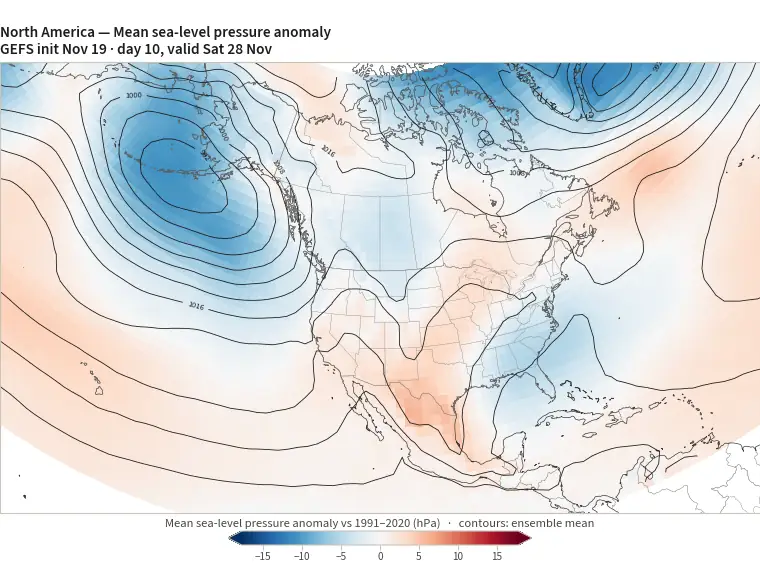 North America — Mean sea-level pressure anomaly
GEFS init Nov 19 · day 10, valid Sat 28 Nov
1000
1000
1008
1016
1008
1016
Mean sea-level pressure anomaly vs 1991–2020 (hPa) · contours: ensemble mean
−15 −10 −5 0 5 10 15